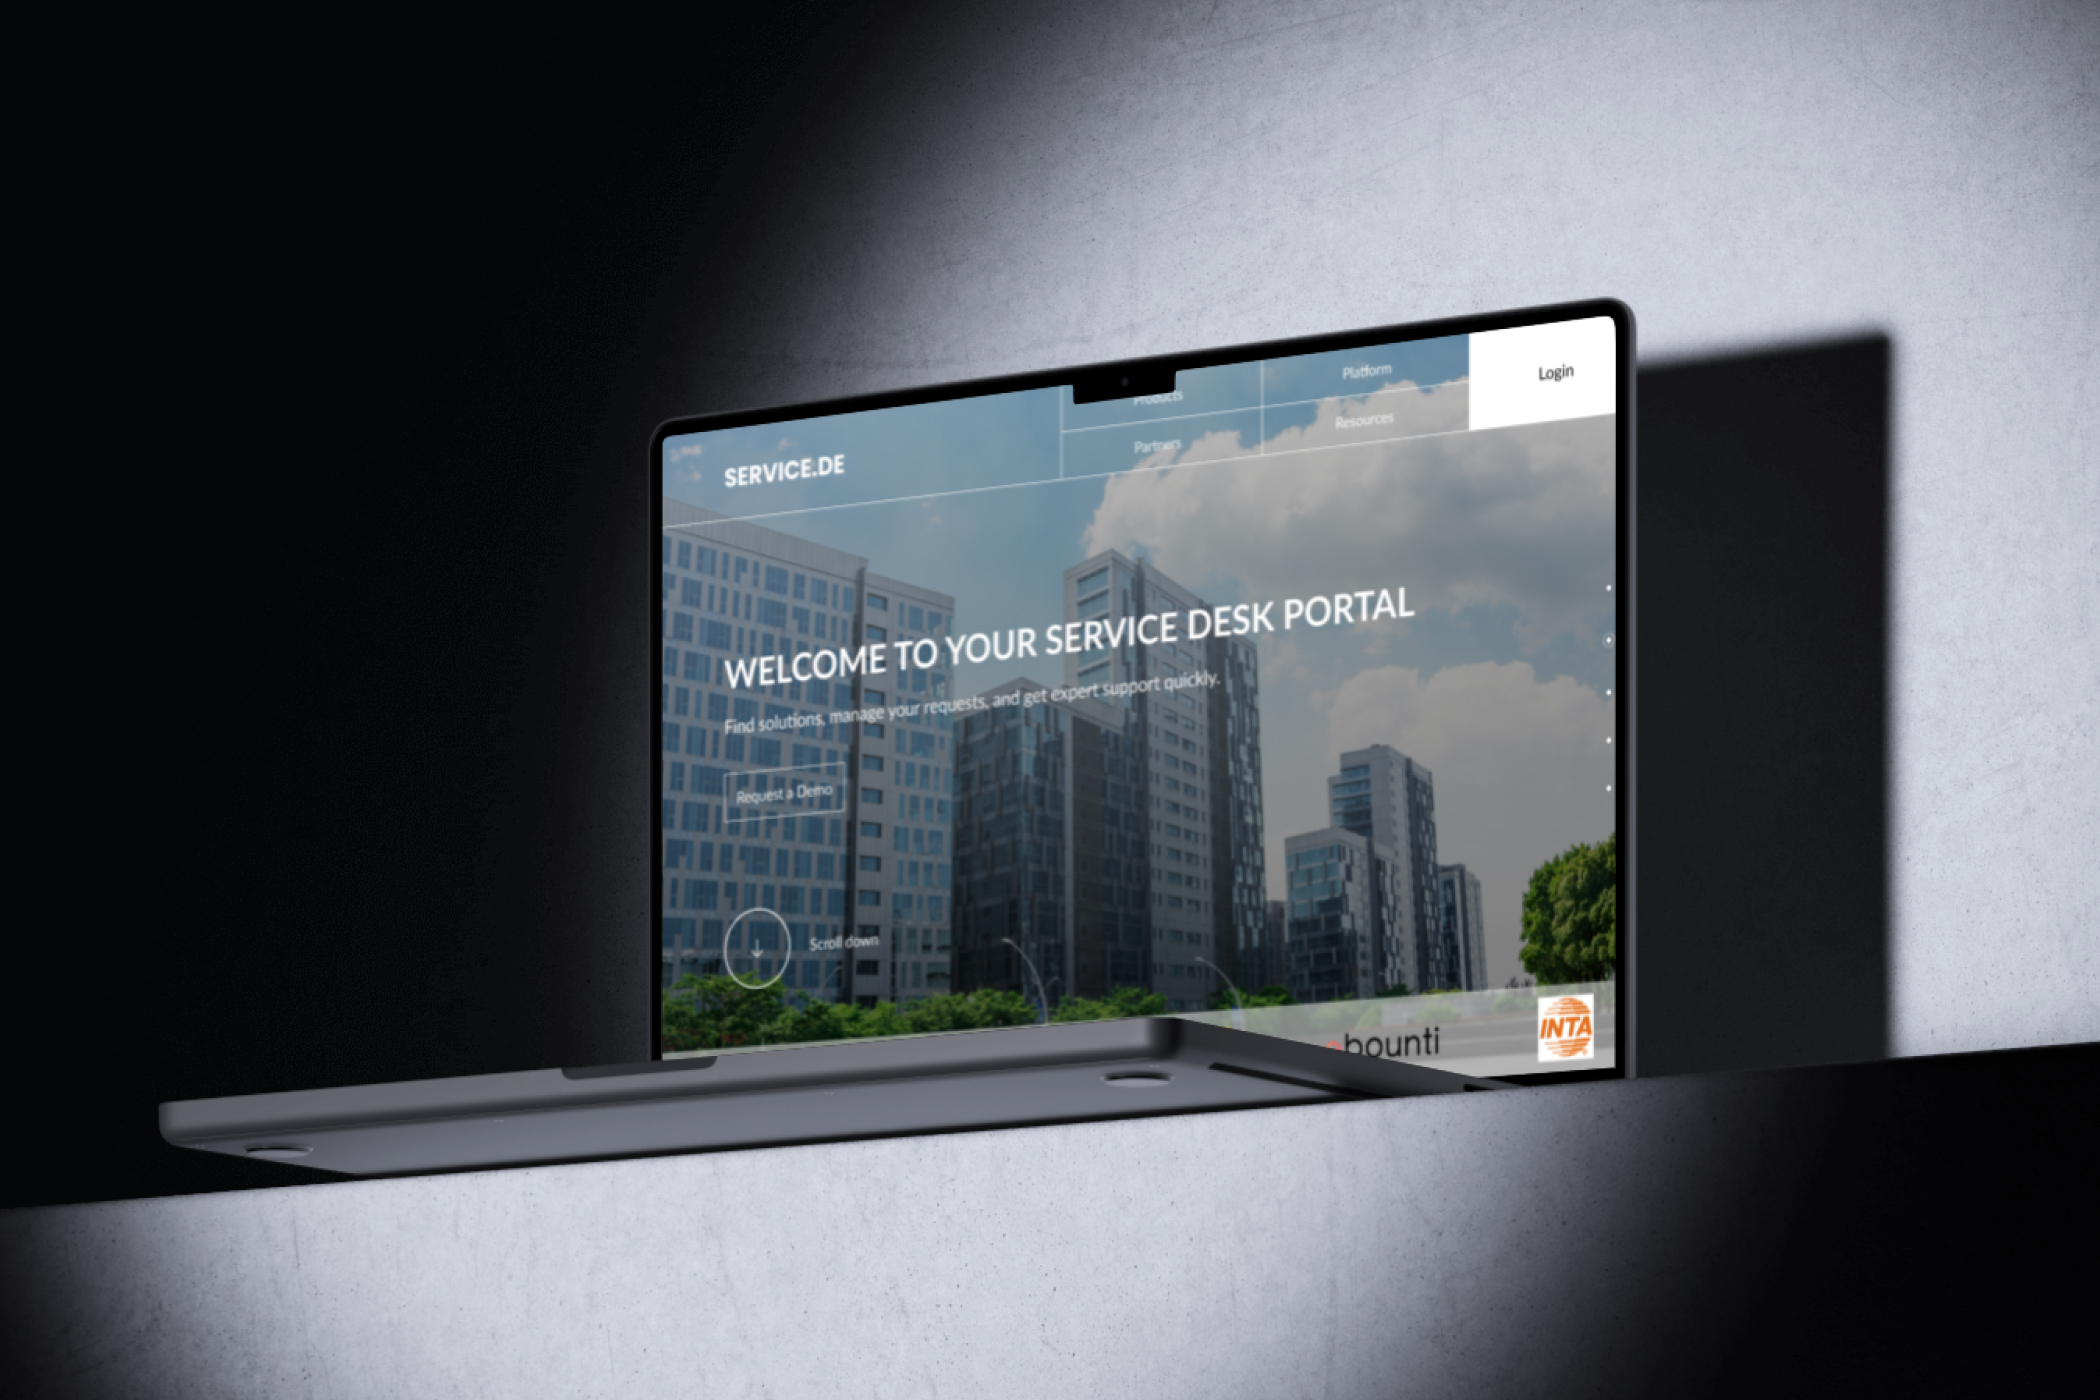 SERVICE.DE
Products
Platform
Login
Partners
Resources
WELCOME TO YOUR SERVICE DESK PORTAL
Find solutions, manage your requests, and get expert support quickly.
Request a Demo
Scroll down
bounti
INTA